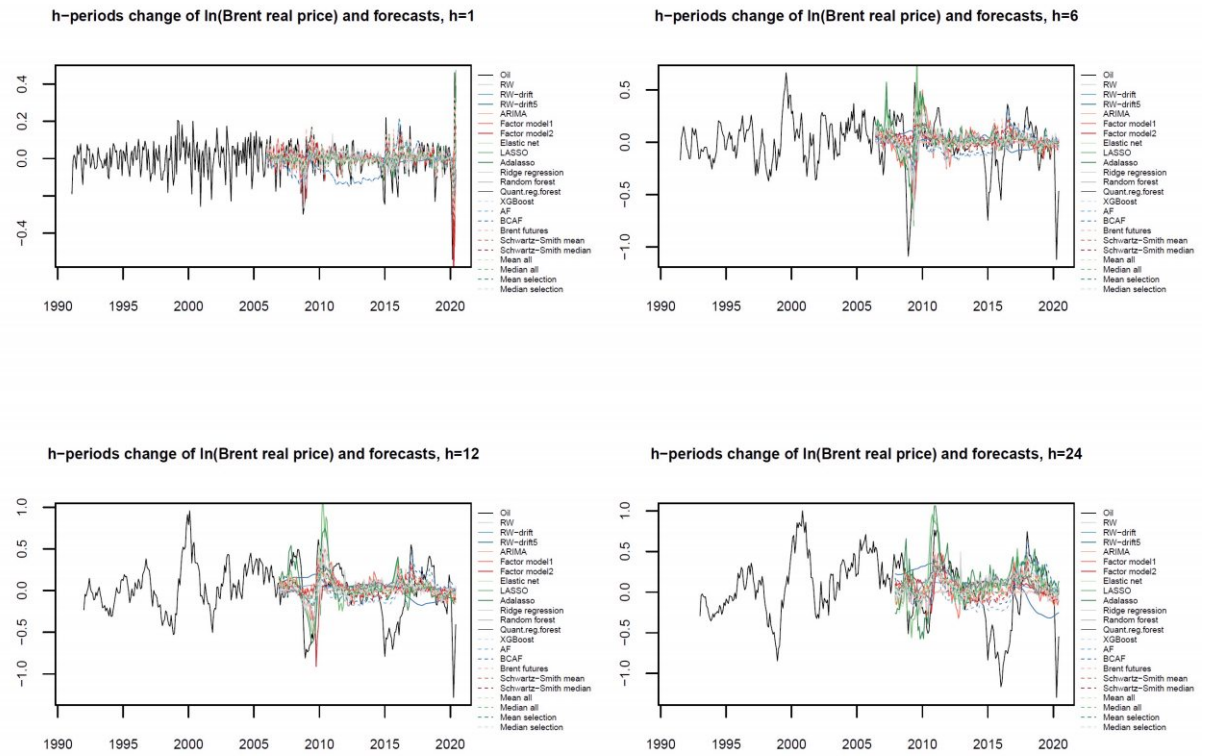 h−periods change of ln(Brent real price) and forecasts, h=1
0.4
0.2
0.0
−0.4
1990 1995 2000 2005 2010 2015 2020
Oil
RW
RW−drift
RW−drift5
ARIMA
Factor model1
Factor model2
Elastic net
LASSO
Adalasso
Ridge regression
Random forest
Quant.reg.forest
XGBoost
AF
BCAF
Brent futures
Schwartz−Smith mean
Schwartz−Smith median
Mean all
Median all
Mean selection
Median selection
h−periods change of ln(Brent real price) and forecasts, h=6
0.5
0.0
−0.5
−1.0
1990 1995 2000 2005 2010 2015 2020
Oil
RW
RW−drift
RW−drift5
ARIMA
Factor model1
Factor model2
Elastic net
LASSO
Adalasso
Ridge regression
Random forest
Quant.reg.forest
XGBoost
AF
BCAF
Brent futures
Schwartz−Smith mean
Schwartz−Smith median
Mean all
Median all
Mean selection
Median selection
h−periods change of ln(Brent real price) and forecasts, h=12
1.0
0.5
0.0
−0.5
−1.0
1990 1995 2000 2005 2010 2015 2020
Oil
RW
RW−drift
RW−drift5
ARIMA
Factor model1
Factor model2
Elastic net
LASSO
Adalasso
Ridge regression
Random forest
Quant.reg.forest
XGBoost
AF
BCAF
Brent futures
Schwartz−Smith mean
Schwartz−Smith median
Mean all
Median all
Mean selection
Median selection
h−periods change of ln(Brent real price) and forecasts, h=24
1.0
0.5
0.0
−1.0
1990 1995 2000 2005 2010 2015 2020
Oil
RW
RW−drift
RW−drift5
ARIMA
Factor model1
Factor model2
Elastic net
LASSO
Adalasso
Ridge regression
Random forest
Quant.reg.forest
XGBoost
AF
BCAF
Brent futures
Schwartz−Smith mean
Schwartz−Smith median
Mean all
Median all
Mean selection
Median selection